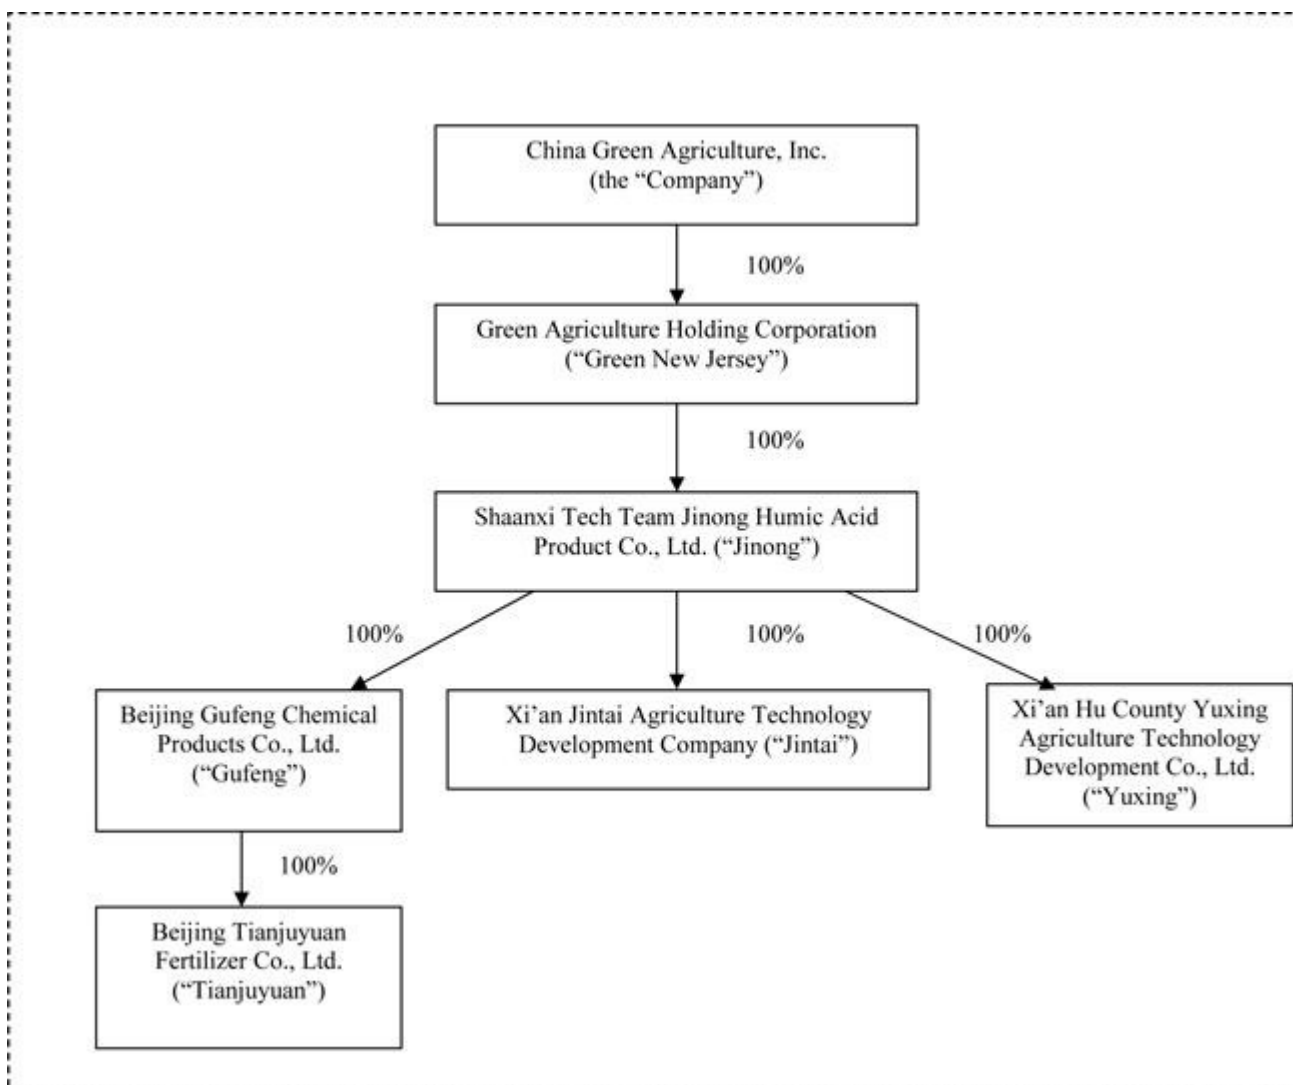 China Green Agriculture, Inc.
(the “Company”)
100%
Green Agriculture Holding Corporation
(“Green New Jersey”)
100%
Shaanxi Tech Team Jinong Humic Acid
Product Co., Ltd. (“Jinong”)
100%
100%
100%
Beijing Gufeng Chemical
Products Co., Ltd.
(“Gufeng”)
Xi’an Jintai Agriculture Technology
Development Company (“Jintai”)
Xi’an Hu County Yuxing
Agriculture Technology
Development Co., Ltd.
(“Yuxing”)
100%
Beijing Tianjuyuan
Fertilizer Co., Ltd.
(“Tianjuyuan”)